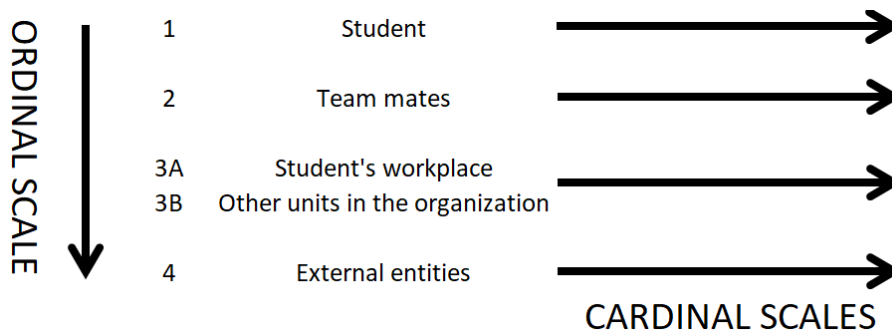 ORDINAL SCALE
1 Student
2 Team mates
3A Student's workplace
3B Other units in the organization
4 External entities
CARDINAL SCALES